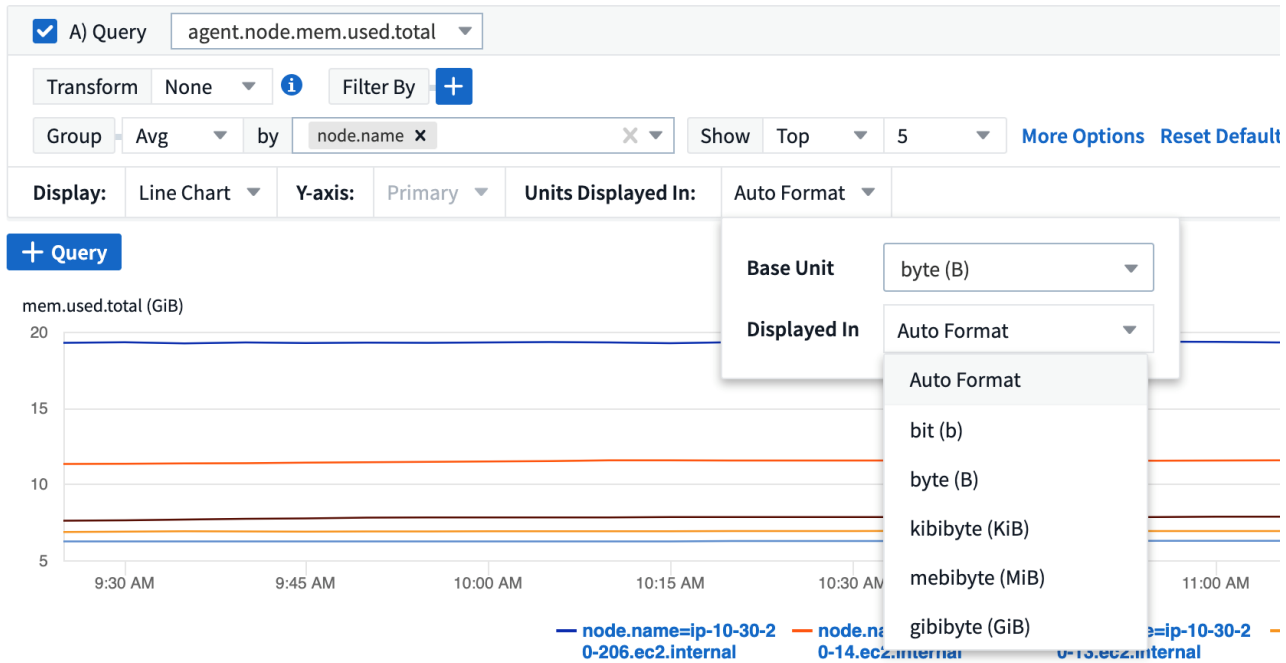 A) Query agent.node.mem.used.total
Transform None Filter By +
Group Avg by node.name × Show Top 5 More Options Reset Default
Display: Line Chart Y-axis: Primary Units Displayed In: Auto Format
+ Query
Base Unit byte (B)
Displayed In Auto Format
Auto Format
bit (b)
byte (B)
kibibyte (KiB)
mebibyte (MiB)
gibibyte (GiB)
mem.used.total (GiB)
20
15
10
5
9:30 AM 9:45 AM 10:00 AM 10:15 AM 10:30 AM 11:00 AM
node.name=ip-10-30-2 node.na e=ip-10-30-2
0-206.ec2.internal 0-14.ec2.internal 0-13.ec2.internal